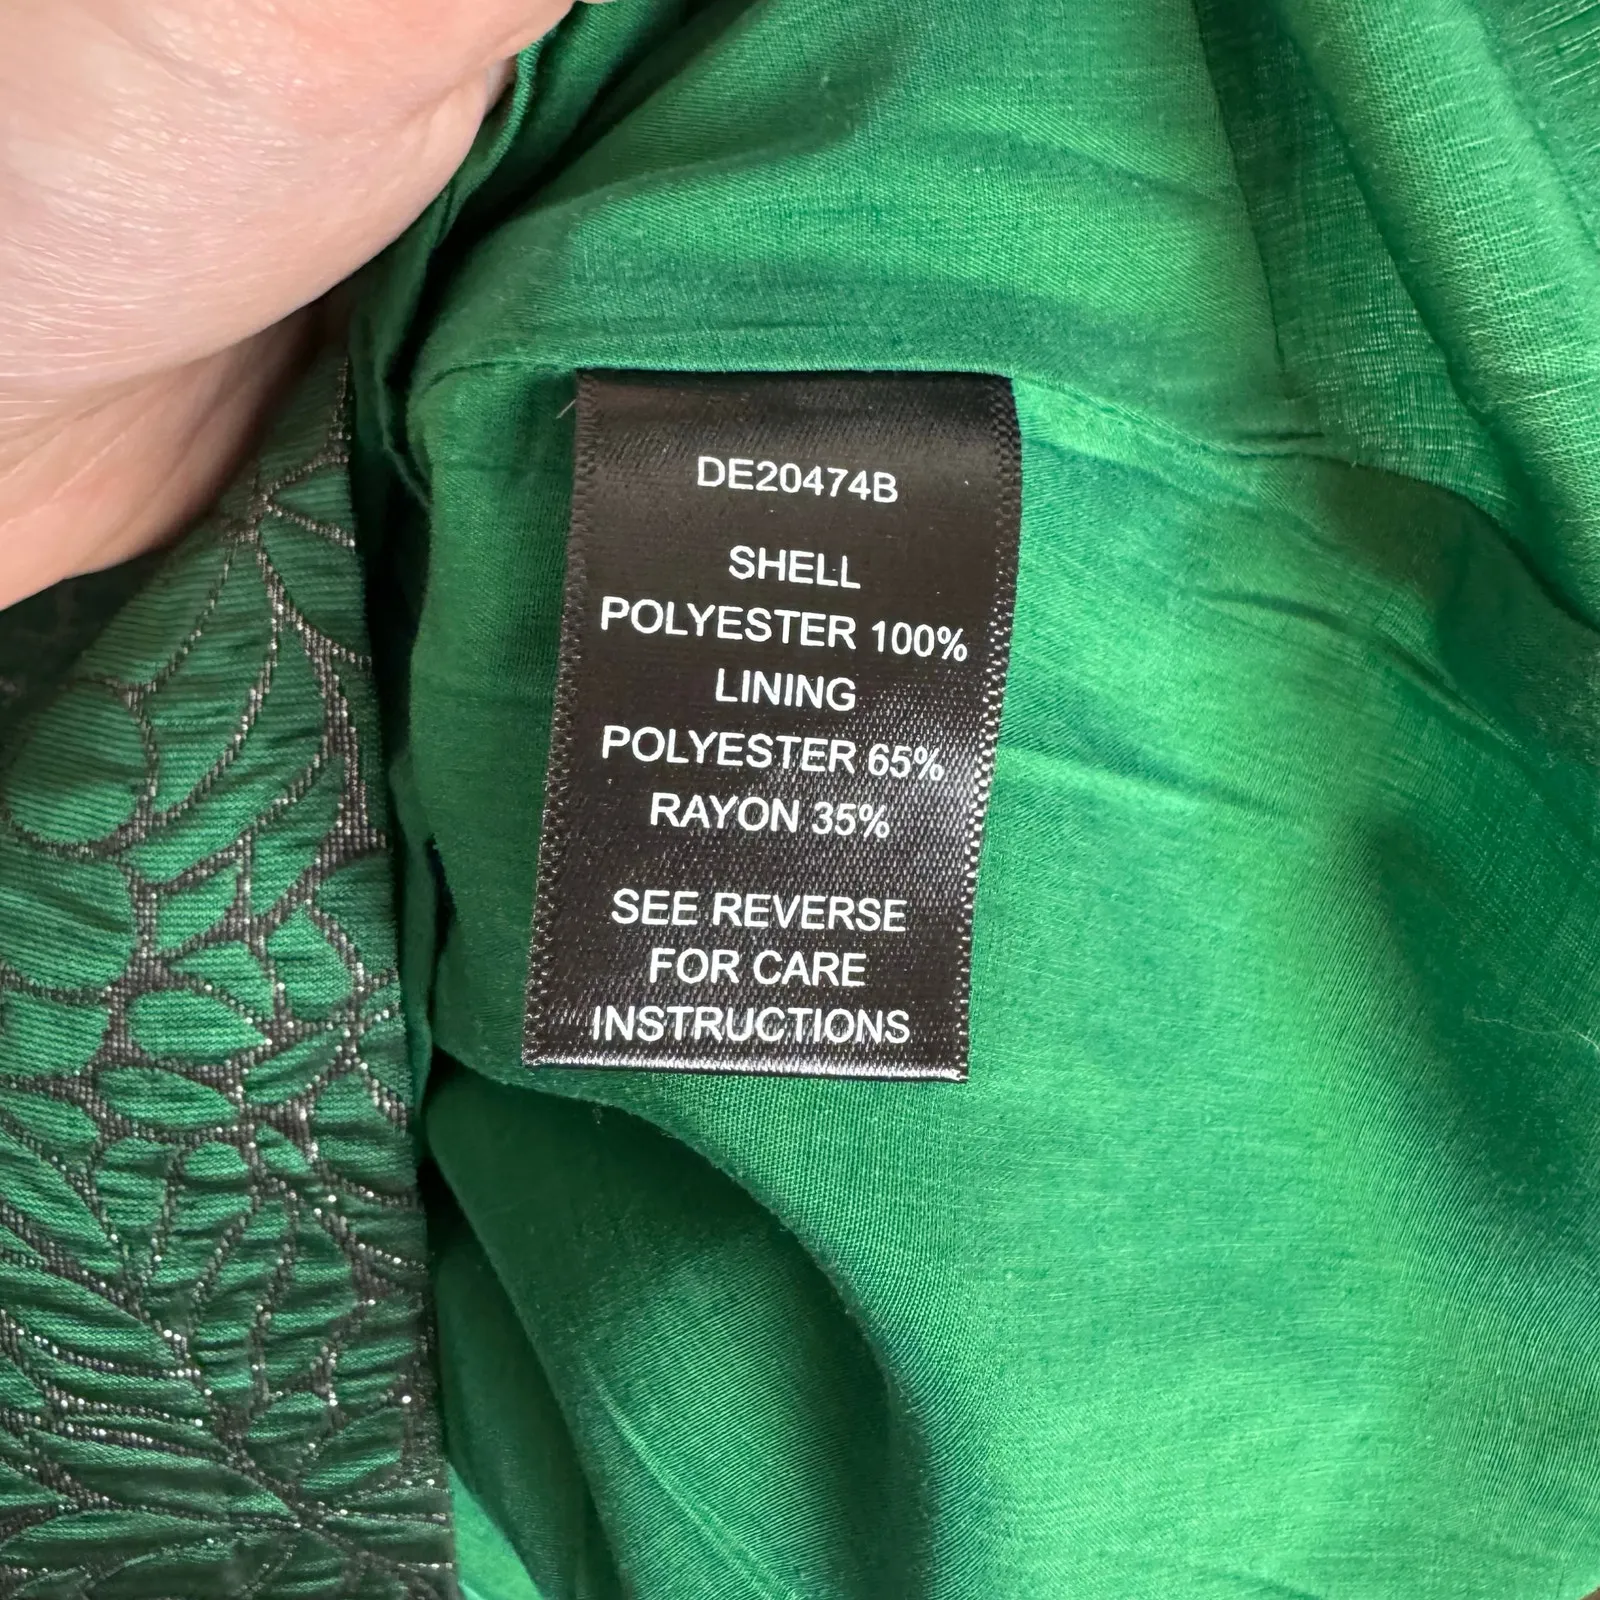 DE20474B
SHELL
POLYESTER 100%
LINING
POLYESTER 65%
RAYON 35%
SEE REVERSE
FOR CARE
INSTRUCTIONS